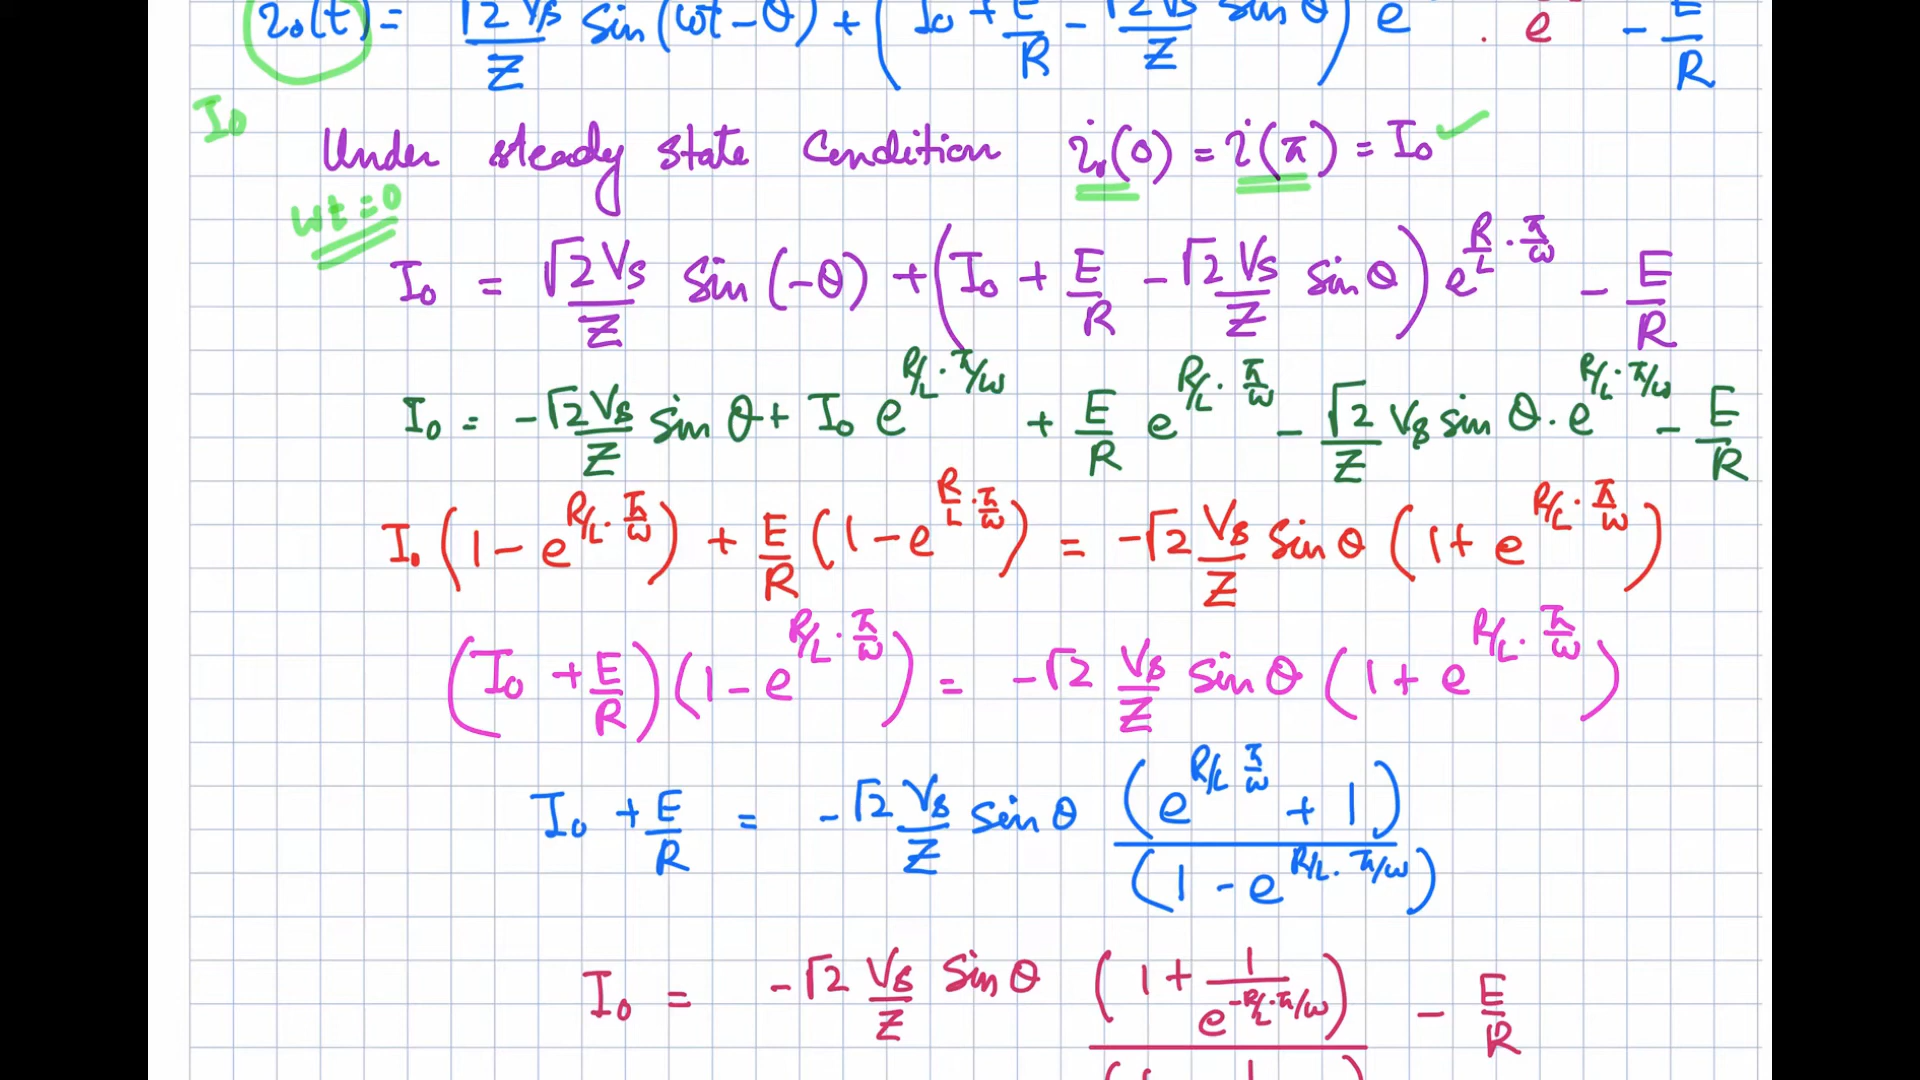 i₀(t) = √2 Vs/Z sin(ωt − θ) + (I₀ + E/R − √2 Vs/Z sin θ) e . e − E/R
I₀
Under steady state Condition i₀(0) = i(π) = I₀ ✓
ωt = 0
I₀ = √2 Vs/Z sin(−θ) + (I₀ + E/R − √2 Vs/Z sin θ) e^(R/L · π/ω) − E/R
I₀ = −√2 Vs/Z sin θ + I₀ e^(R/L · π/ω) + E/R e^(R/L · π/ω) − √2/Z Vs sin θ · e^(R/L · π/ω) − E/R
I₀ (1 − e^(R/L · π/ω)) + E/R (1 − e^(R/L · π/ω)) = −√2 Vs/Z sin θ (1 + e^(R/L · π/ω))
(I₀ + E/R) (1 − e^(R/L · π/ω)) = −√2 Vs/Z sin θ (1 + e^(R/L · π/ω))
I₀ + E/R = −√2 Vs/Z sin θ (e^(R/L π/ω) + 1) / (1 − e^(R/L · π/ω))
I₀ = −√2 Vs/Z sin θ (1 + 1/e^(−R/L · π/ω)) − E/R